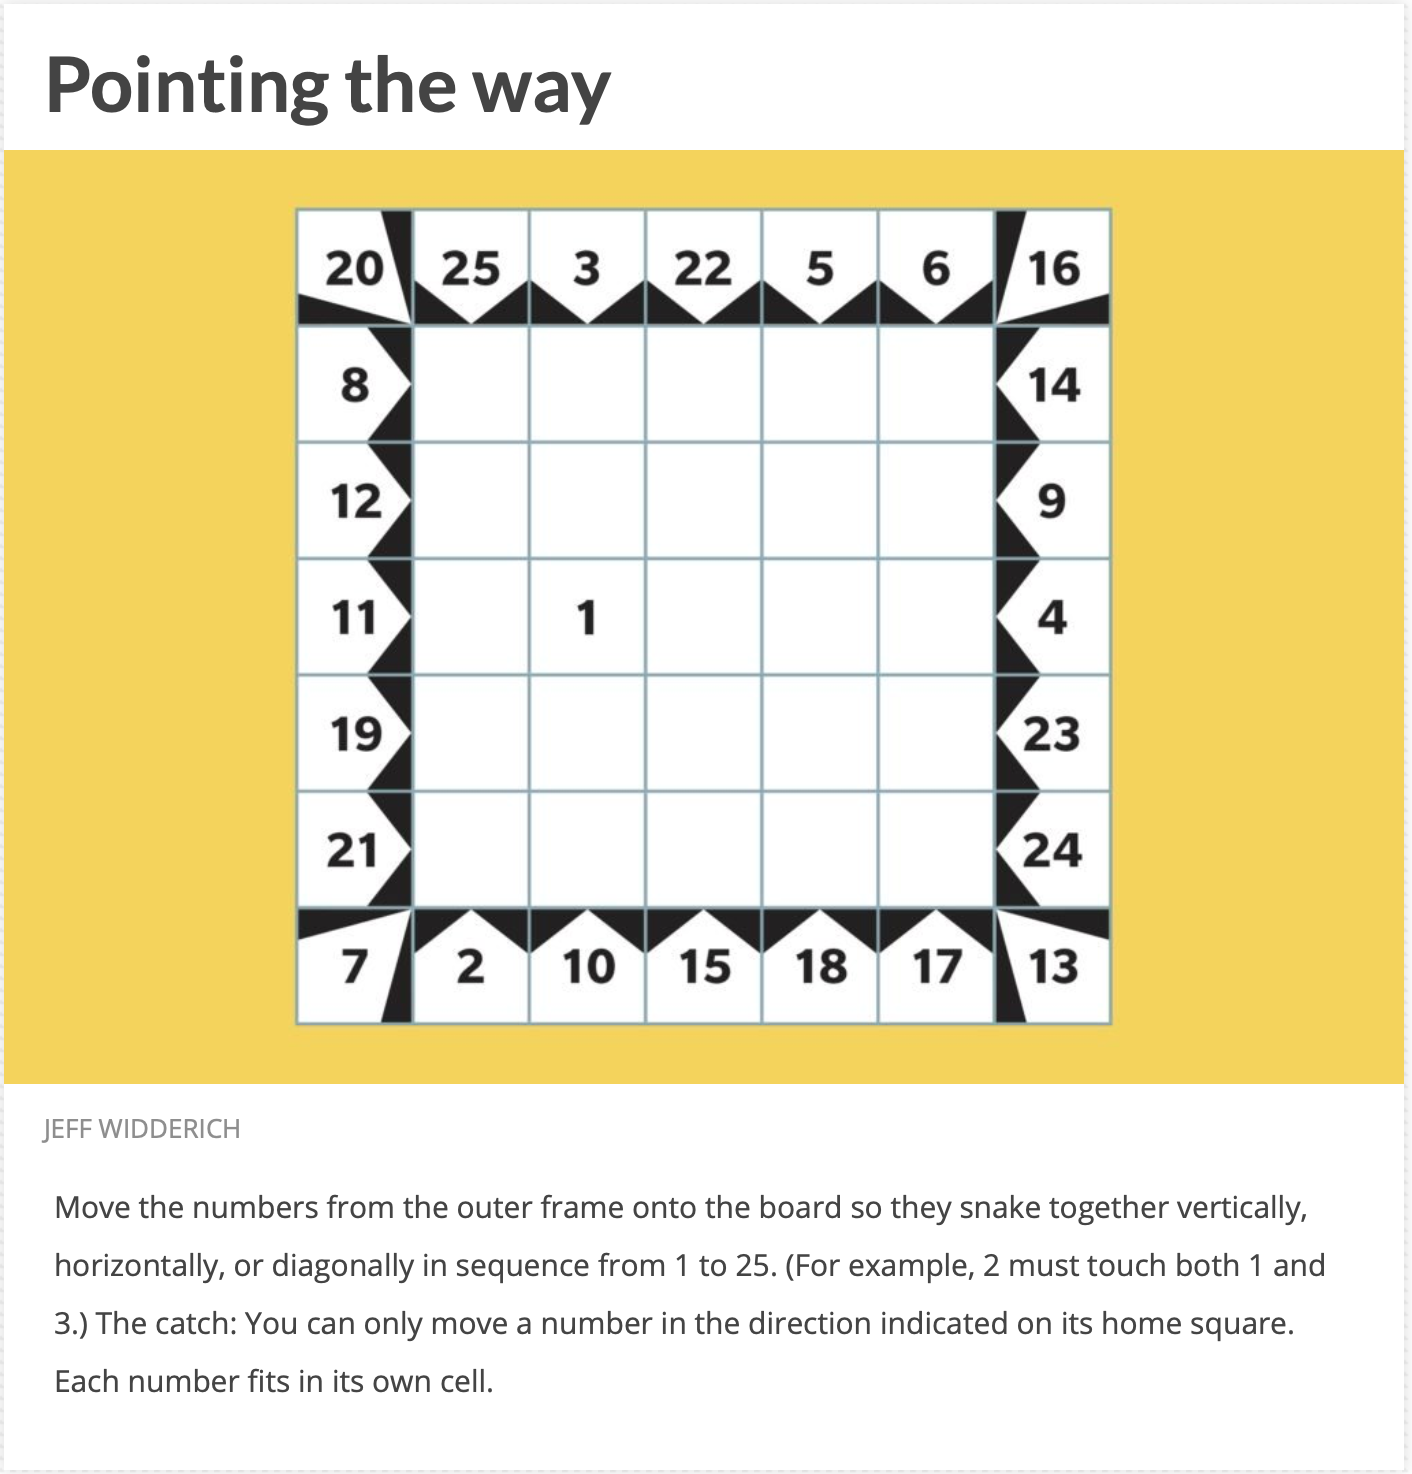 Pointing the way
20 25 3 22 5 6 16
8 14
12 9
11 1 4
19 23
21 24
7 2 10 15 18 17 13
JEFF WIDDERICH
Move the numbers from the outer frame onto the board so they snake together vertically,
horizontally, or diagonally in sequence from 1 to 25. (For example, 2 must touch both 1 and
3.) The catch: You can only move a number in the direction indicated on its home square.
Each number fits in its own cell.